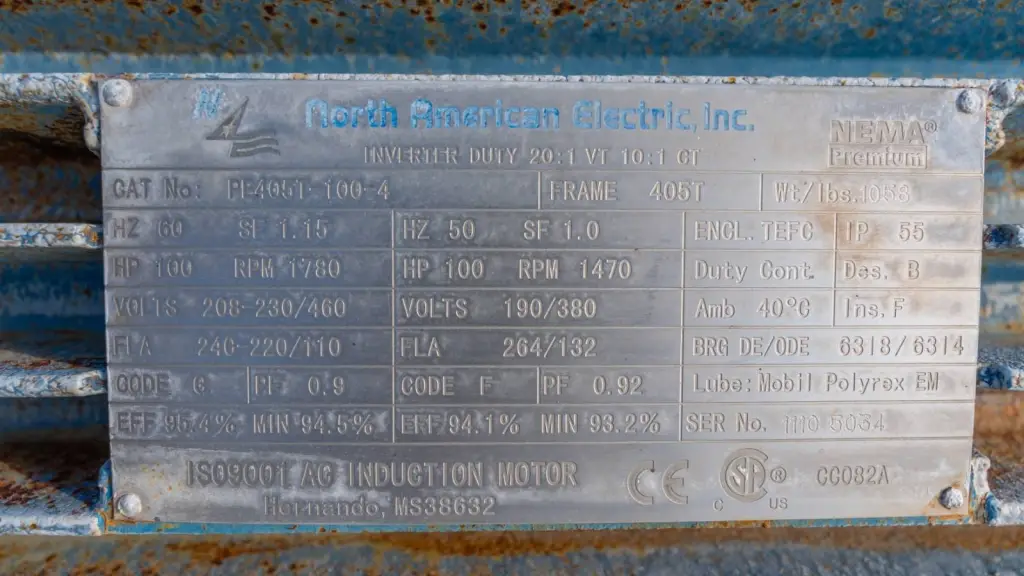 North American Electric, Inc.
INVERTER DUTY 20:1 VT 10:1 CT
NEMA® Premium
CAT No: PE405T-100-4 FRAME 405T Wt/lbs.1053
HZ 60 SF 1.15 HZ 50 SF 1.0 ENCL. TEFC IP 55
HP 100 RPM 1780 HP 100 RPM 1470 Duty Cont. Des. B
VOLTS 208-230/460 VOLTS 190/380 Amb 40°C Ins. F
FLA 240-220/110 FLA 264/132 BRG DE/ODE 6318/6314
CODE G PF 0.9 CODE F PF 0.92 Lube: Mobil Polyrex EM
EFF 95.4% MIN 94.5% EFF 94.1% MIN 93.2% SER No. 1110 5034
ISO9001 AC INDUCTION MOTOR CE C SA® US CC082A
Hernando, MS38632